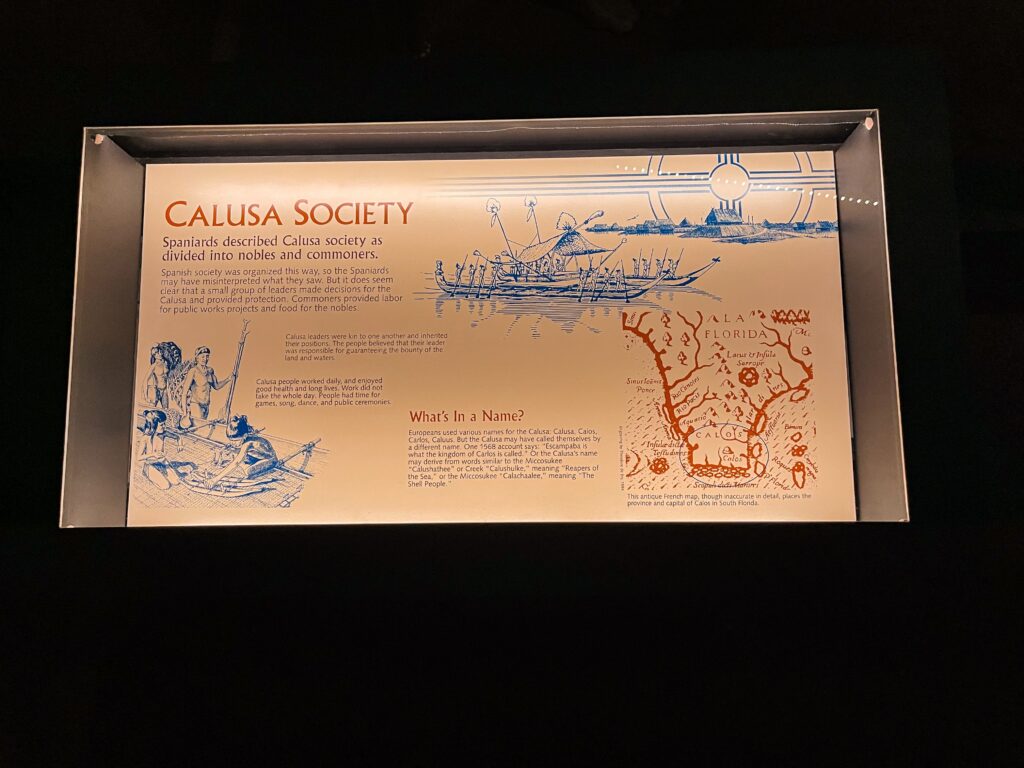 CALUSA SOCIETY
Spaniards described Calusa society as
divided into nobles and commoners.
Spanish society was organized this way, so the Spaniards
may have misinterpreted what they saw. But it does seem
clear that a small group of leaders made decisions for the
Calusa and provided protection. Commoners provided labor
for public works projects and food for the nobles.
Calusa leaders were kin to one another and inherited
their positions. The people believed that their leader
was responsible for guaranteeing the bounty of the
land and waters.
Calusa people worked daily, and enjoyed
good health and long lives. Work did not
take the whole day. People had time for
games, song, dance, and public ceremonies.
What's In a Name?
Europeans used various names for the Calusa: Calusa, Calos,
Carlos, Caluus. But the Calusa may have called themselves by
a different name. One 1568 account says: "Escampaba is
what the kingdom of Carlos is called." Or the Calusa's name
may derive from words similar to the Miccosukee
"Calushathee" or Creek "Calushulke," meaning "Reapers of
the Sea," or the Miccosukee "Calachaalee," meaning "The
Shell People."
ALA
FLORIDA
Lacus & Insula
Sarrope
Ponce
CALOS
Calos
This antique French map, though inaccurate in detail, places the
province and capital of Calos in South Florida.